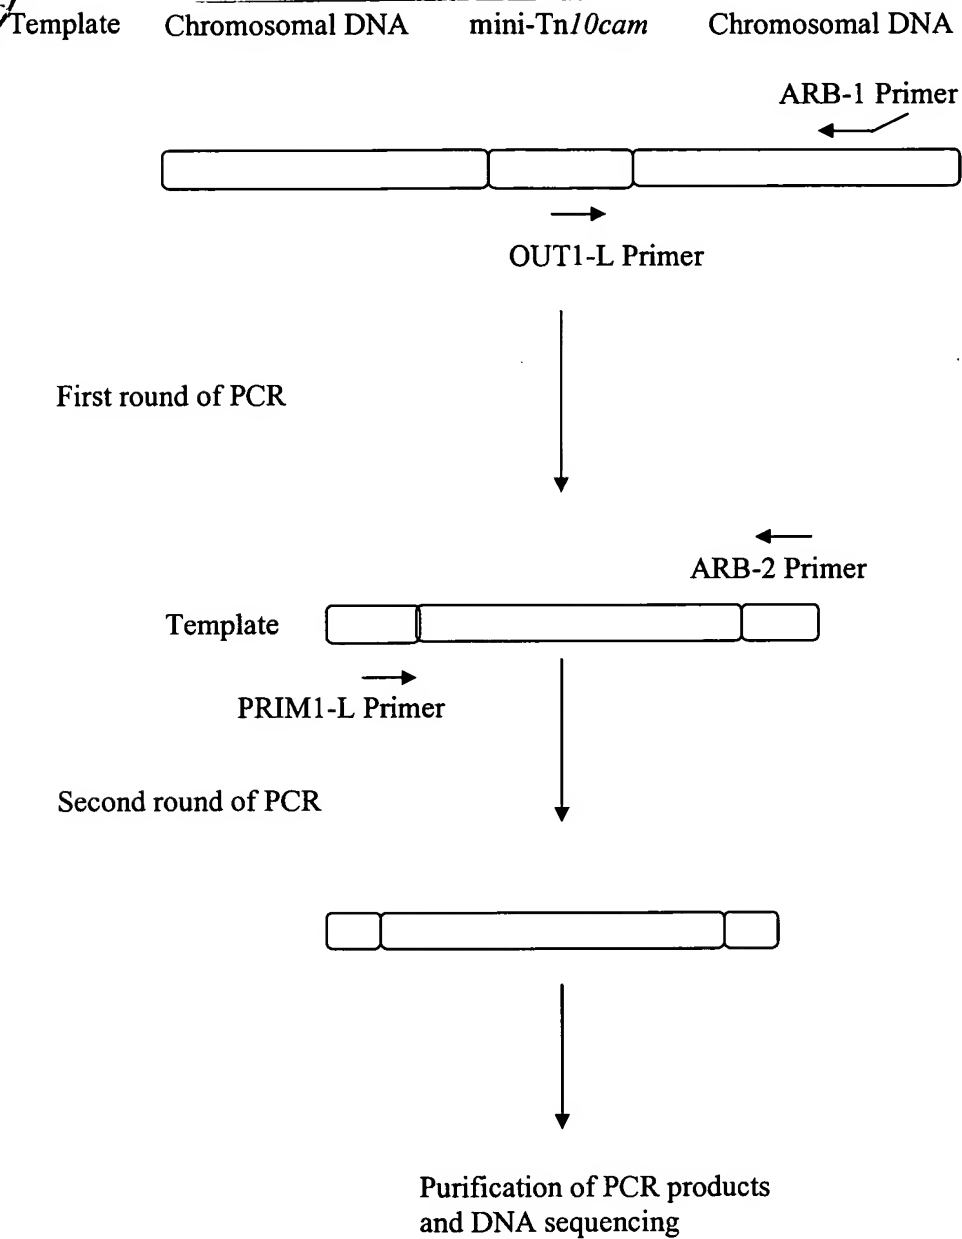 Template Chromosomal DNA mini-Tn10cam Chromosomal DNA
ARB-1 Primer
OUT1-L Primer
First round of PCR
ARB-2 Primer
Template
PRIM1-L Primer
Second round of PCR
Purification of PCR products
and DNA sequencing